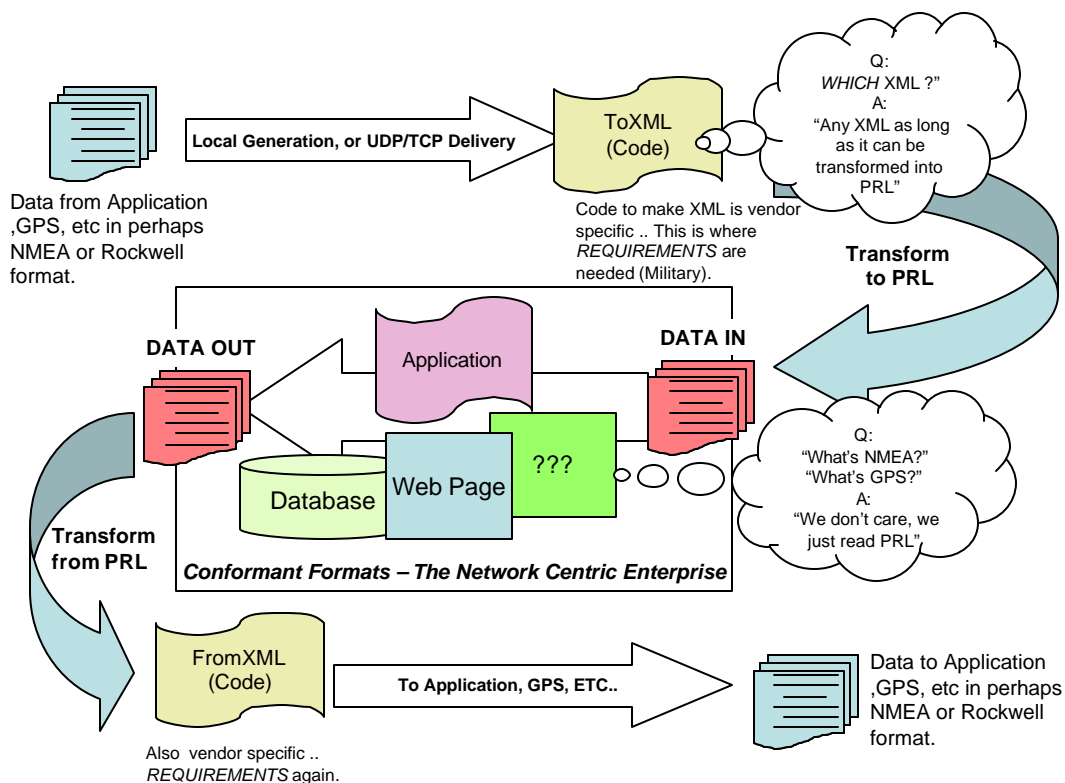 Q:
WHICH XML ?”
A:
“Any XML as long
as it can be
transformed into
PRL”
Local Generation, or UDP/TCP Delivery
ToXML
(Code)
Data from Application
,GPS, etc in perhaps
NMEA or Rockwell
format.
Code to make XML is vendor
specific .. This is where
REQUIREMENTS are
needed (Military).
Transform
to PRL
DATA OUT
Application
DATA IN
Q:
“What’s NMEA?”
“What’s GPS?”
A:
“We don’t care, we
just read PRL”
???
Web Page
Database
Transform
from PRL
Conformant Formats – The Network Centric Enterprise
FromXML
(Code)
To Application, GPS, ETC..
Data to Application
,GPS, etc in perhaps
NMEA or Rockwell
format.
Also  vendor specific ..
REQUIREMENTS again.